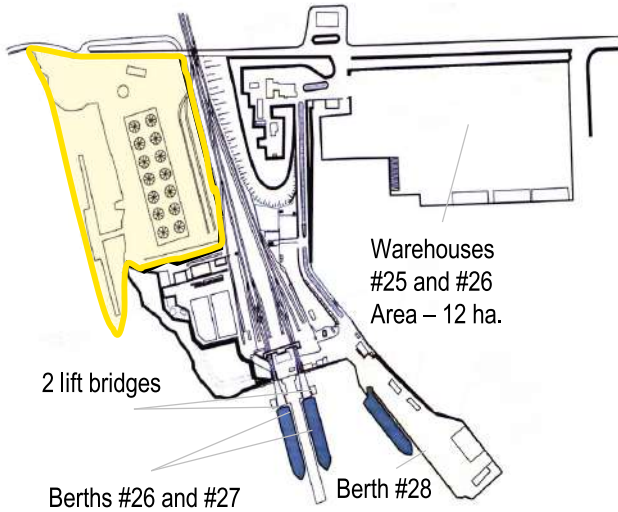 Warehouses
#25 and #26
Area – 12 ha.
2 lift bridges
Berths #26 and #27
Berth #28